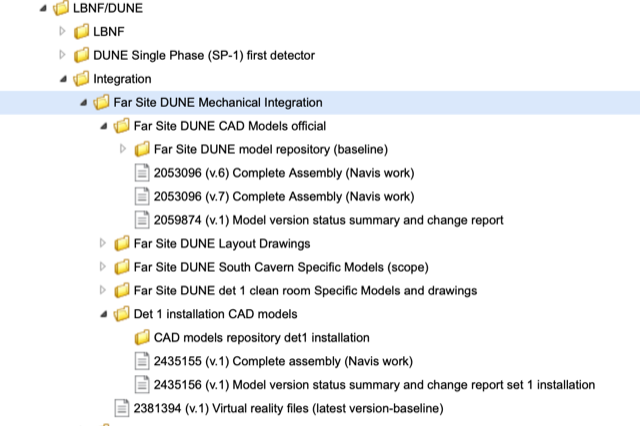 LBNF/DUNE
LBNF
DUNE Single Phase (SP-1) first detector
Integration
Far Site DUNE Mechanical Integration
Far Site DUNE CAD Models official
Far Site DUNE model repository (baseline)
2053096 (v.6) Complete Assembly (Navis work)
2053096 (v.7) Complete Assembly (Navis work)
2059874 (v.1) Model version status summary and change report
Far Site DUNE Layout Drawings
Far Site DUNE South Cavern Specific Models (scope)
Far Site DUNE det 1 clean room Specific Models and drawings
Det 1 installation CAD models
CAD models repository det1 installation
2435155 (v.1) Complete assembly (Navis work)
2435156 (v.1) Model version status summary and change report set 1 installation
2381394 (v.1) Virtual reality files (latest version-baseline)